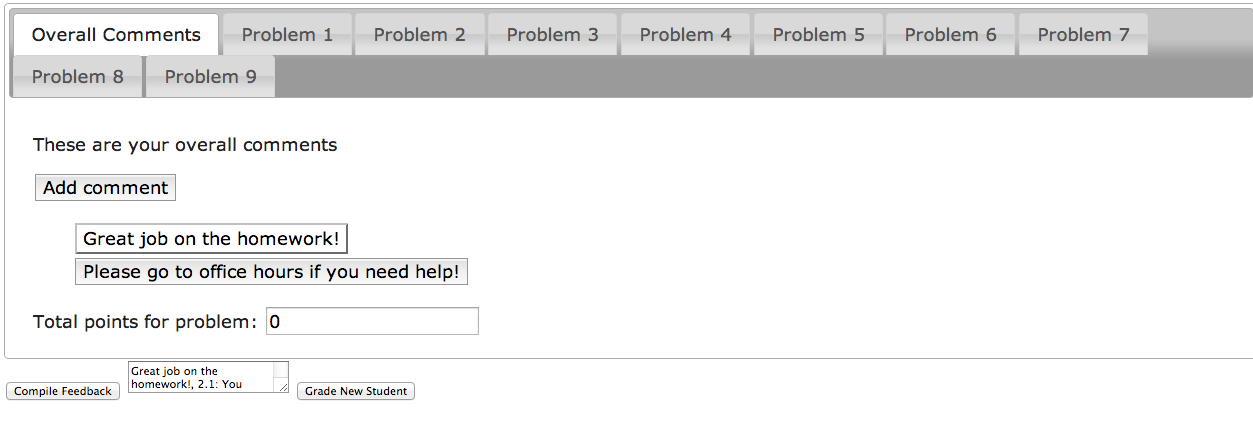 Overall Comments Problem 1 Problem 2 Problem 3 Problem 4 Problem 5 Problem 6 Problem 7
Problem 8 Problem 9
These are your overall comments
Add comment
Great job on the homework!
Please go to office hours if you need help!
Total points for problem: 0
Compile Feedback
Great job on the
homework!, 2.1: You
Grade New Student